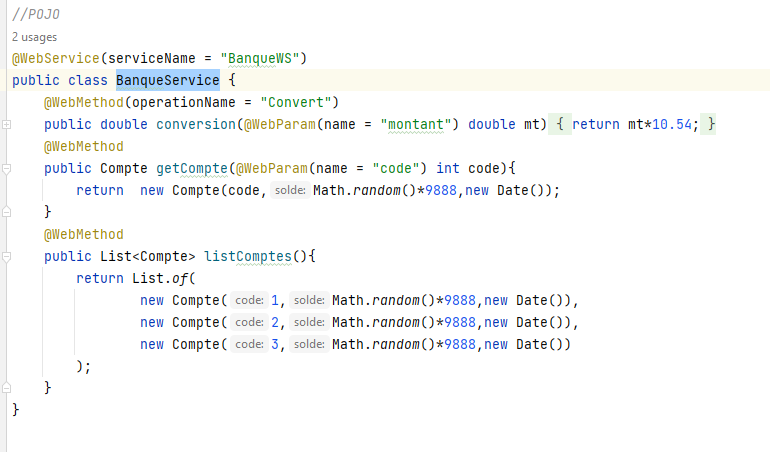 //POJO
2 usages
@WebService(serviceName = "BanqueWS")
public class BanqueService {
@WebMethod(operationName = "Convert")
public double conversion(@WebParam(name = "montant") double mt) { return mt*10.54; }
@WebMethod
public Compte getCompte(@WebParam(name = "code") int code){
return  new Compte(code, solde: Math.random()*9888,new Date());
}
@WebMethod
public List<Compte> listComptes(){
return List.of(
new Compte( code: 1, solde: Math.random()*9888,new Date()),
new Compte( code: 2, solde: Math.random()*9888,new Date()),
new Compte( code: 3, solde: Math.random()*9888,new Date())
);
}
}